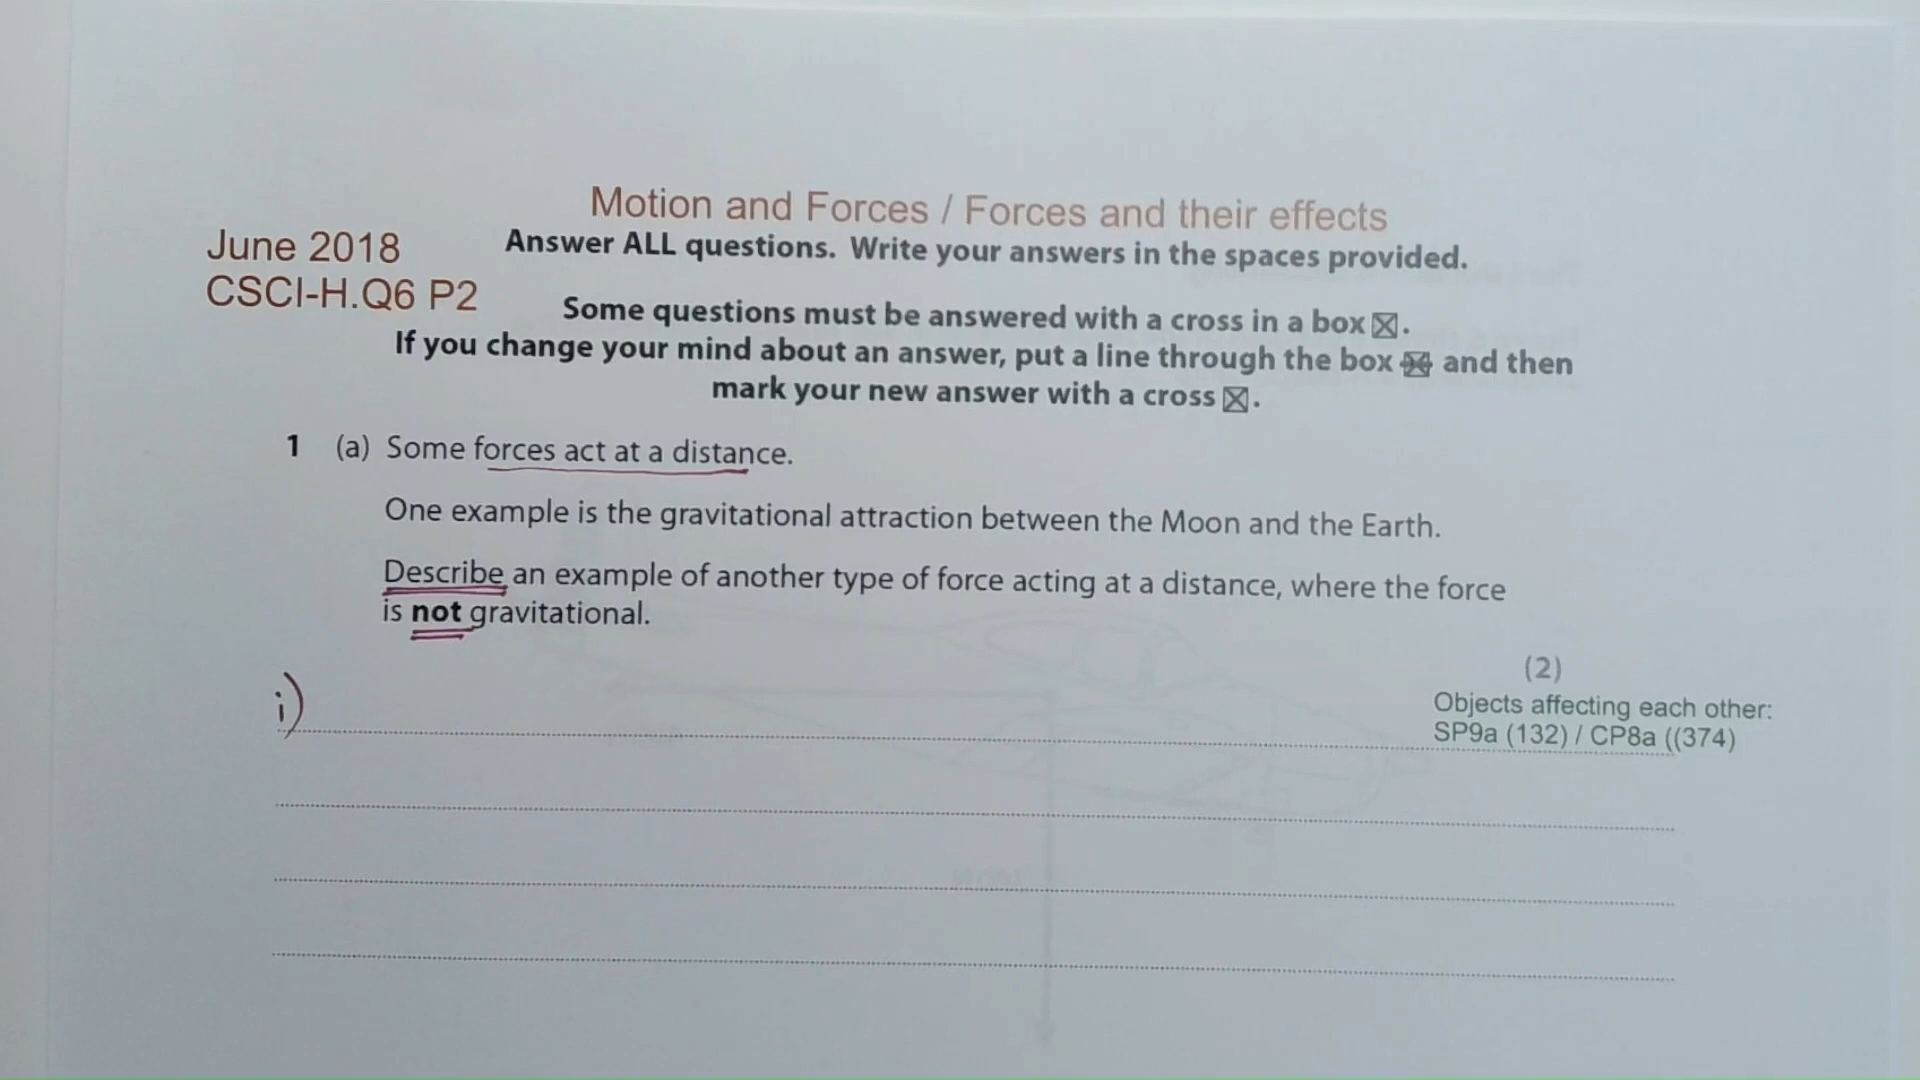 Motion and Forces / Forces and their effects
June 2018
Answer ALL questions. Write your answers in the spaces provided.
CSCI-H.Q6 P2
Some questions must be answered with a cross in a box ☒.
If you change your mind about an answer, put a line through the box ☒ and then
mark your new answer with a cross ☒.
1 (a) Some forces act at a distance.
One example is the gravitational attraction between the Moon and the Earth.
Describe an example of another type of force acting at a distance, where the force
is not gravitational.
(2)
i)
Objects affecting each other:
SP9a (132) / CP8a ((374)